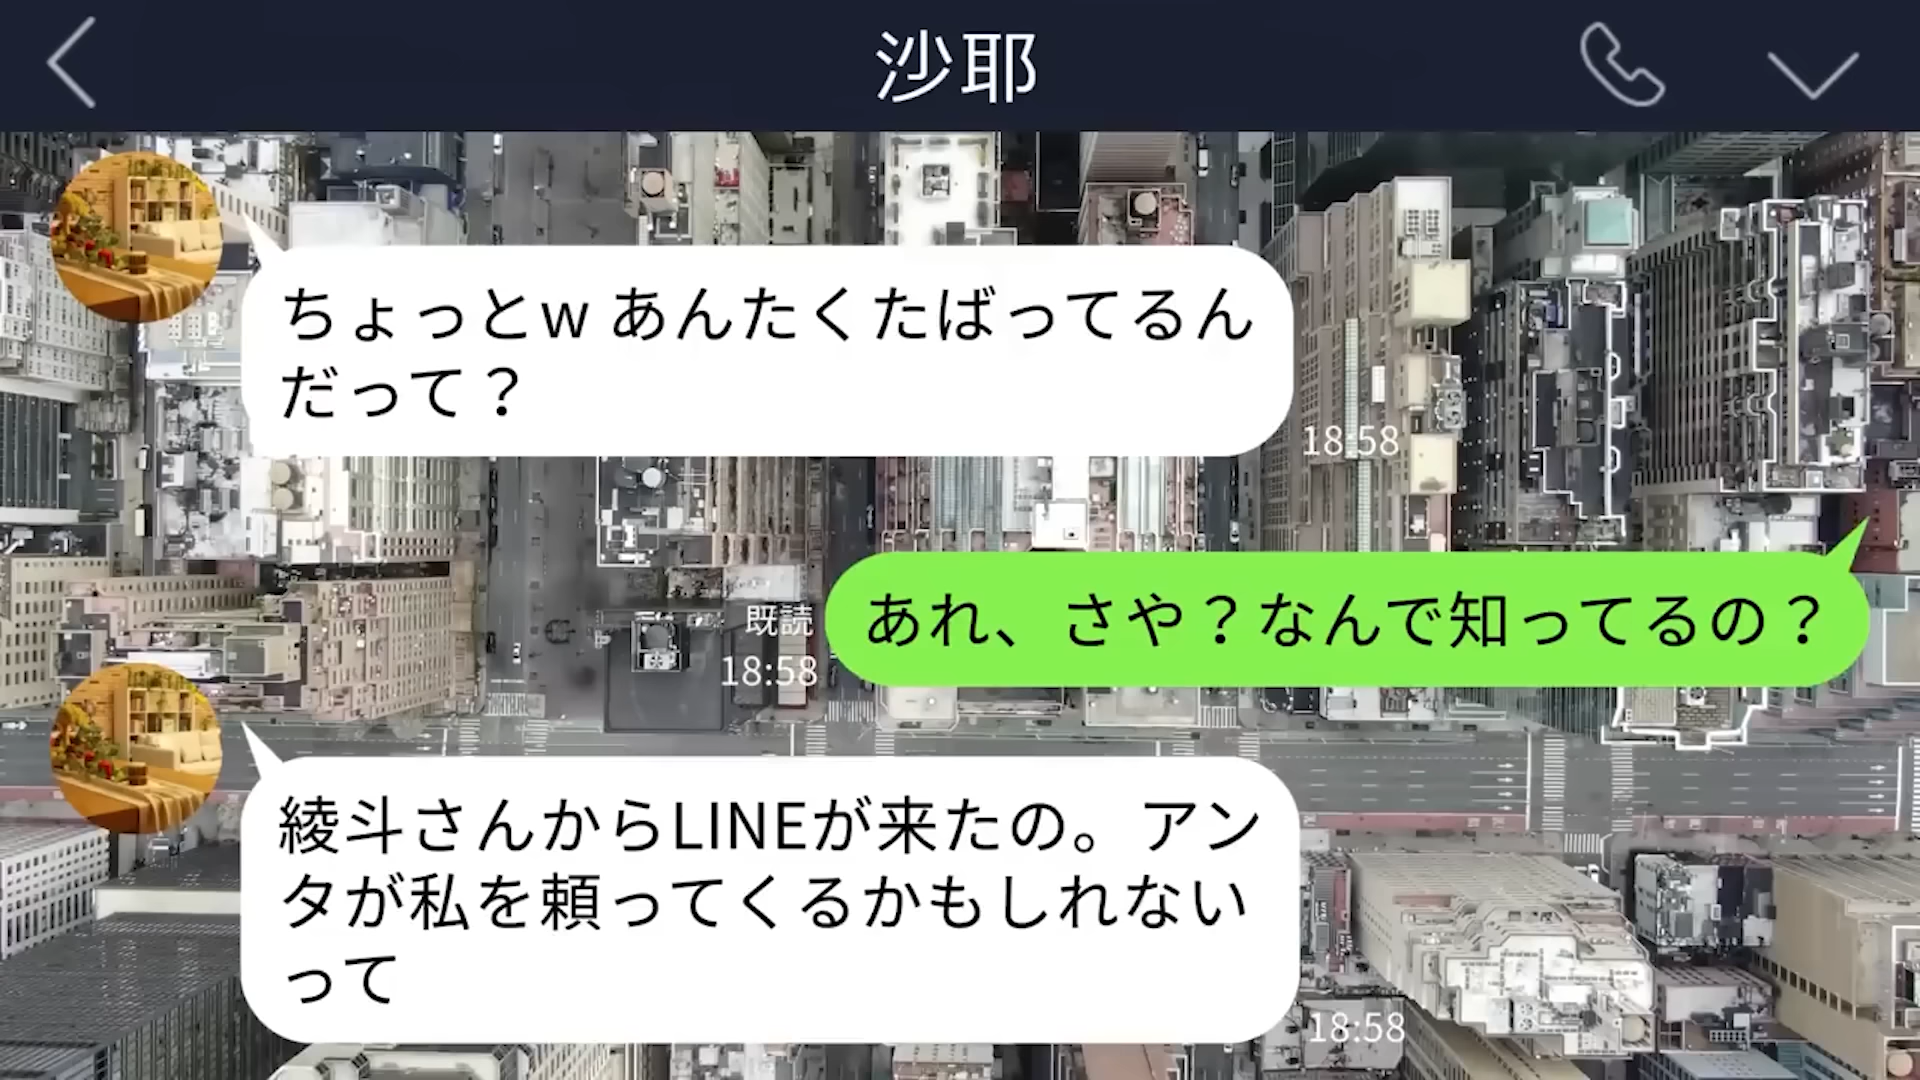 沙耶
ちょっとw あんたくたばってるん
だって？
18:58
あれ、さや？なんで知ってるの？
既読
18:58
綾斗さんからLINEが来たの。アン
タが私を頼ってくるかもしれない
って
18:58